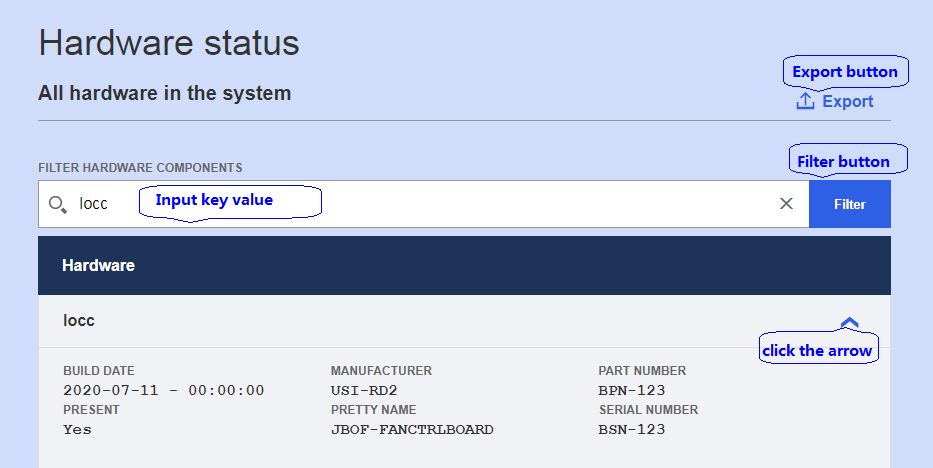 Hardware status
Export button
All hardware in the system
Export
Filter button
FILTER HARDWARE COMPONENTS
Iocc
Input key value
Filter
Hardware
Iocc
click the arrow
BUILD DATE MANUFACTURER PART NUMBER
2020-07-11 - 00:00:00 USI-RD2 BPN-123
PRESENT PRETTY NAME SERIAL NUMBER
Yes JBOF-FANCTRLBOARD BSN-123